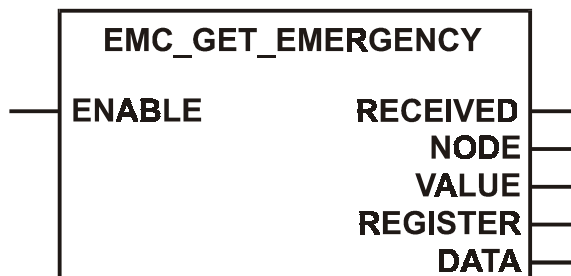 EMC_GET_EMERGENCY
ENABLE RECEIVED
NODE
VALUE
REGISTER
DATA